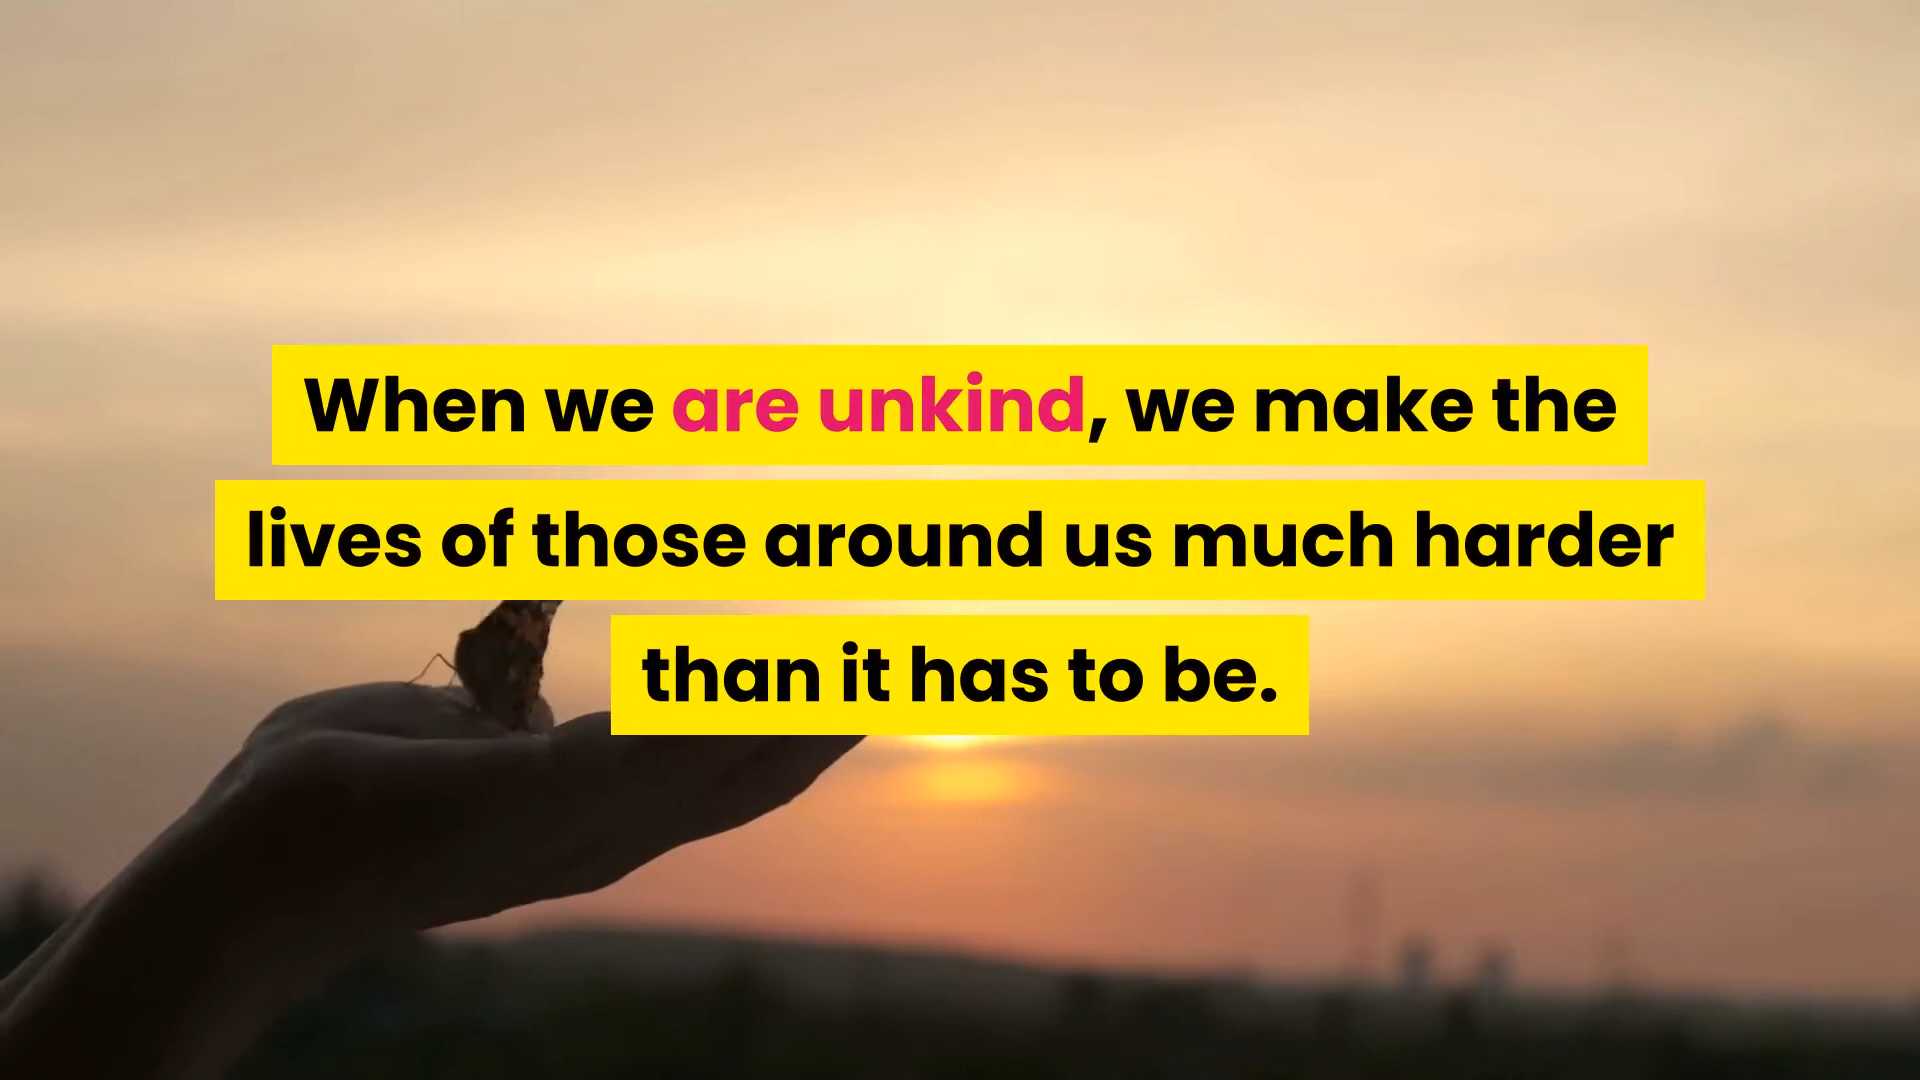 When we are unkind, we make the
lives of those around us much harder
than it has to be.